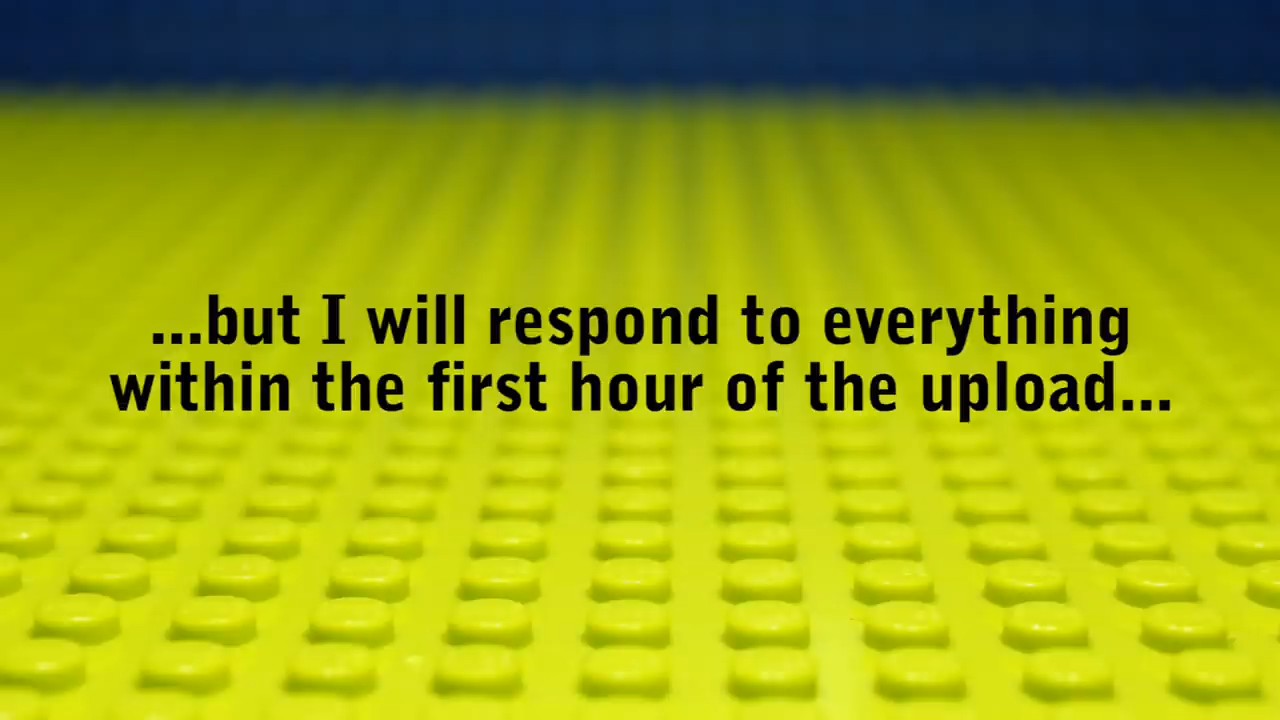 ...but I will respond to everything
within the first hour of the upload...